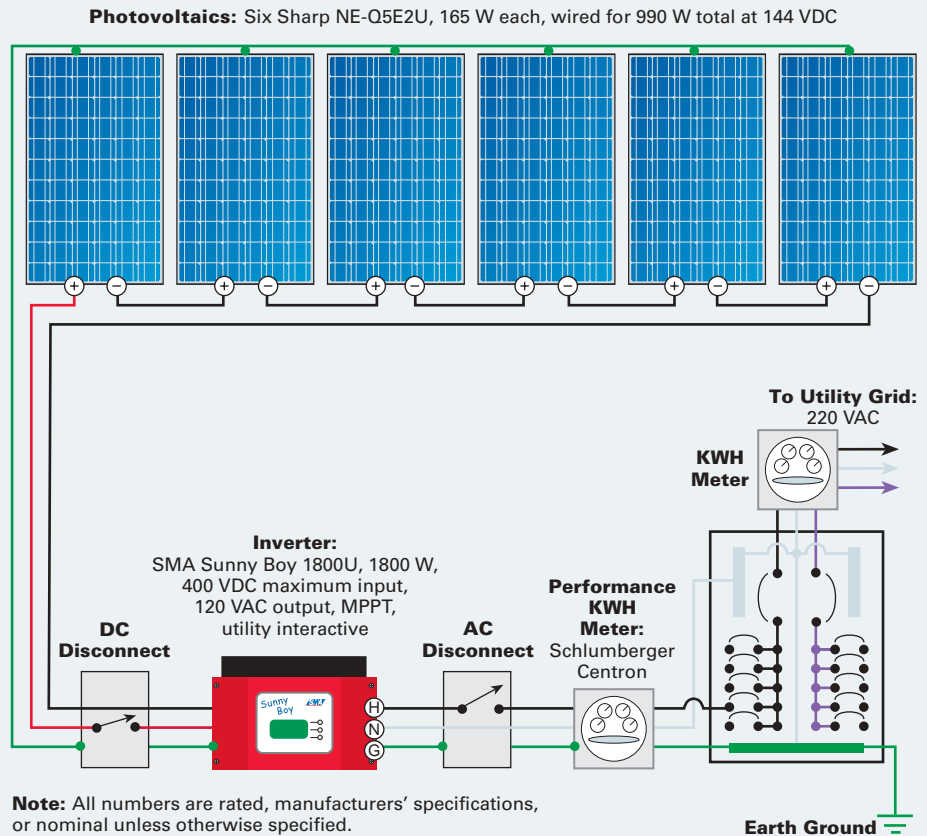 Photovoltaics: Six Sharp NE-Q5E2U, 165 W each, wired for 990 W total at 144 VDC
+ − + − + − + − + − + −
To Utility Grid:
220 VAC
KWH
Meter
Inverter:
SMA Sunny Boy 1800U, 1800 W,
400 VDC maximum input,
120 VAC output, MPPT,
utility interactive
Performance
KWH
Meter:
Schlumberger
Centron
DC
Disconnect
AC
Disconnect
Sunny
Boy
SMA
H
N
G
Note: All numbers are rated, manufacturers’ specifications,
or nominal unless otherwise specified.
Earth Ground